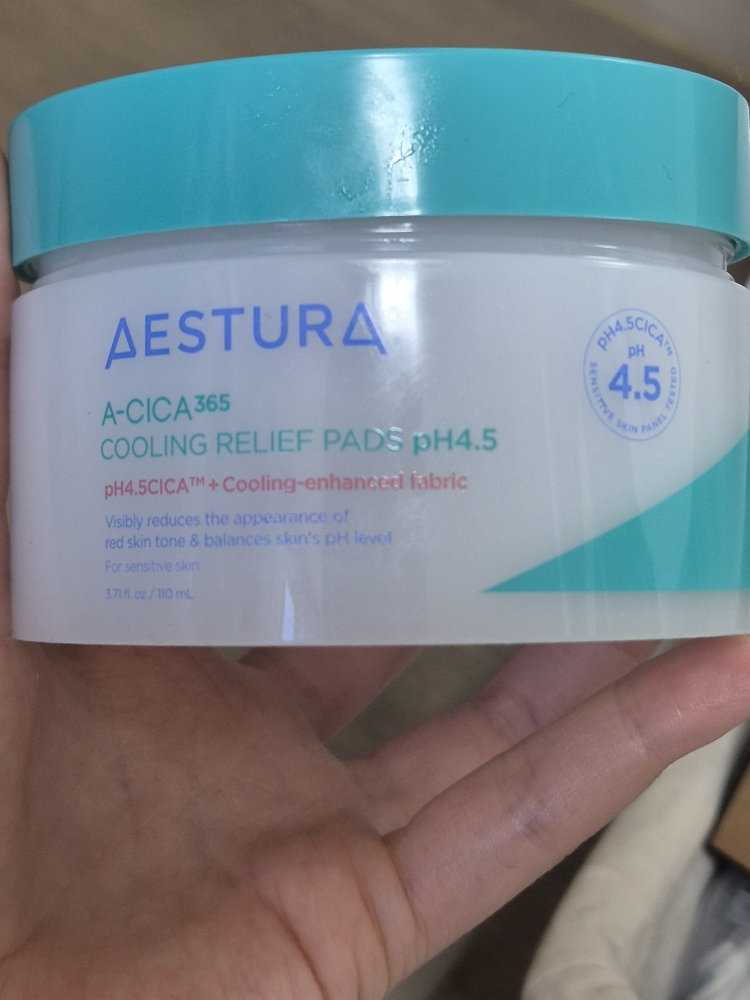 AESTURA
A-CICA365
COOLING RELIEF PADS pH4.5
pH4.5CICA™ + Cooling-enhanced fabric
Visibly reduces the appearance of
red skin tone & balances skin's pH level
For sensitive skin
3.71 fl. oz / 110 mL
pH4.5CICA™
pH
4.5
SENSITIVE SKIN PANEL TESTED